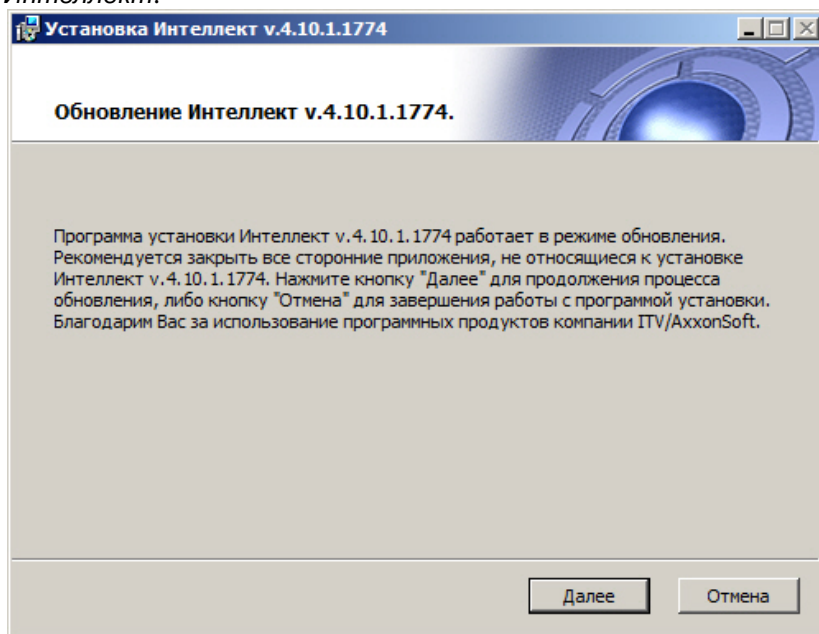 Интеллект.
Установка Интеллект v.4.10.1.1774
Обновление Интеллект v.4.10.1.1774.
Программа установки Интеллект v.4.10.1.1774 работает в режиме обновления.
Рекомендуется закрыть все сторонние приложения, не относящиеся к установке
Интеллект v.4.10.1.1774. Нажмите кнопку "Далее" для продолжения процесса
обновления, либо кнопку "Отмена" для завершения работы с программой установки.
Благодарим Вас за использование программных продуктов компании ITV/AxxonSoft.
Далее
Отмена